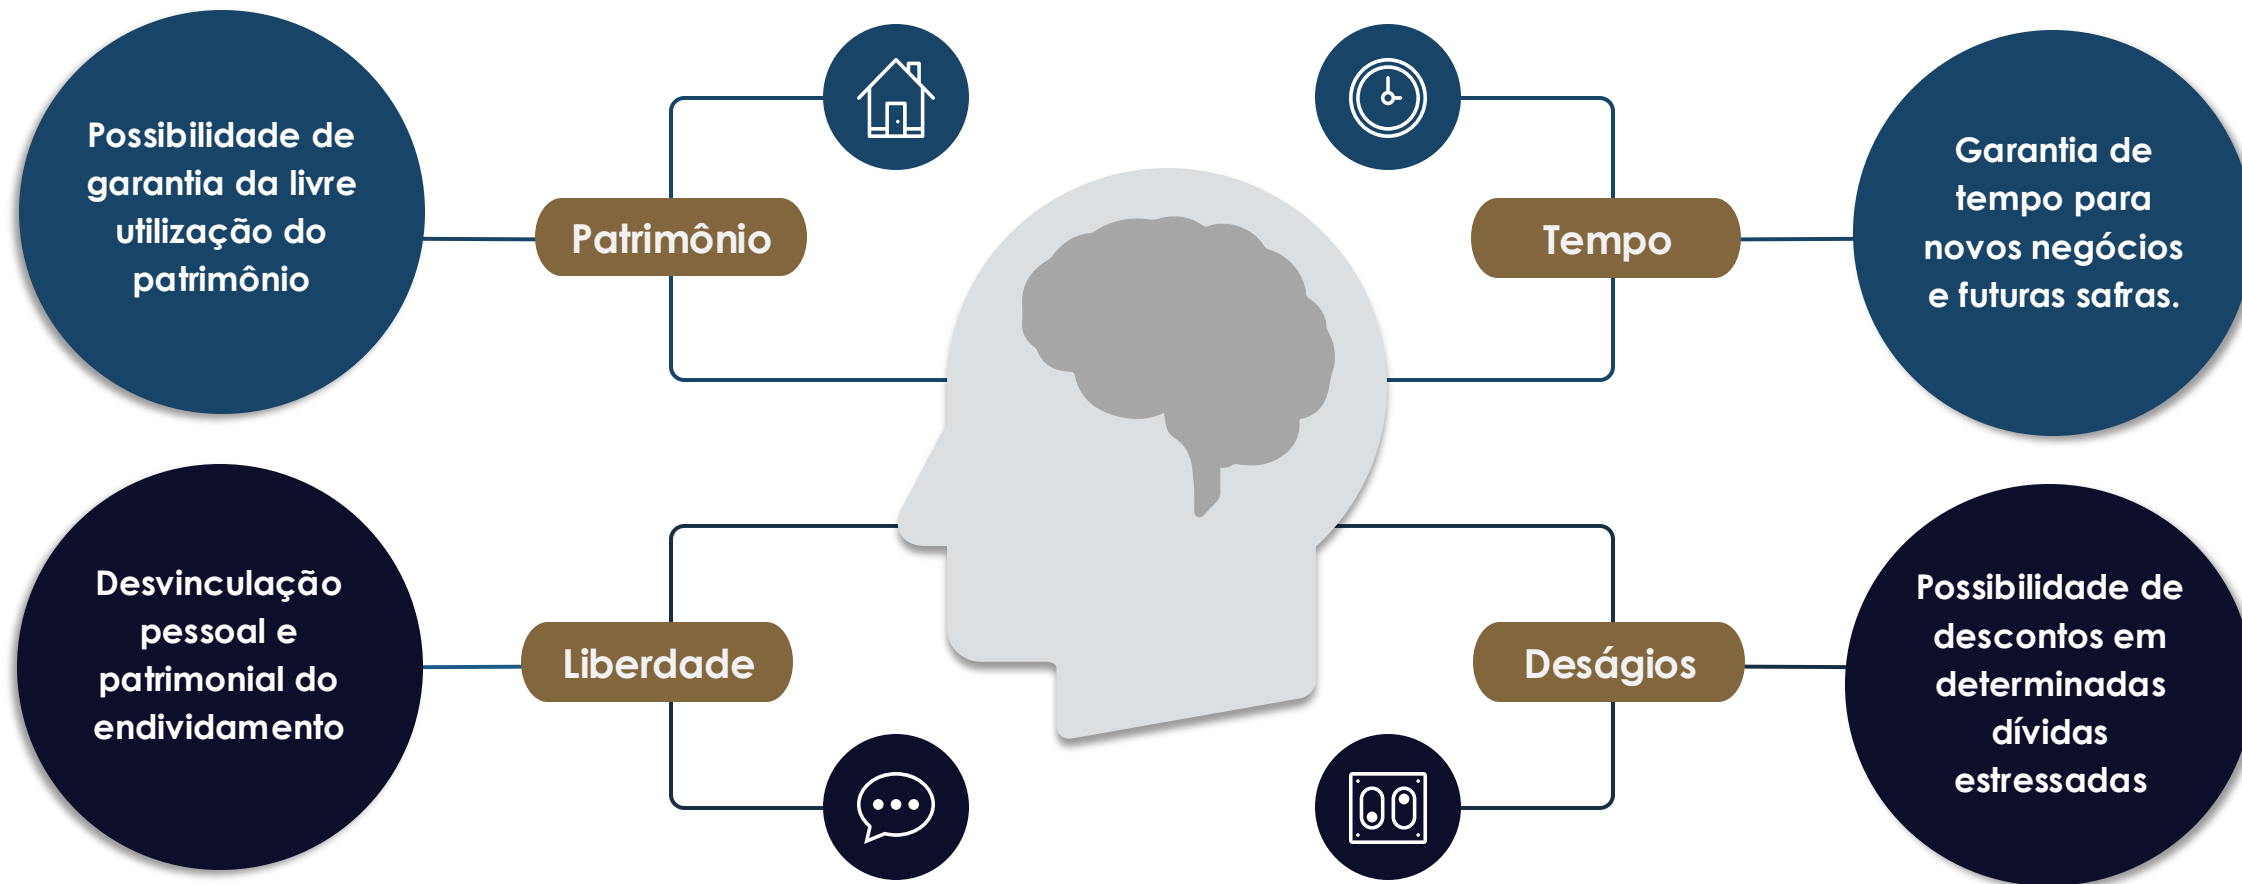 Possibilidade de
garantia da livre
utilização do
patrimônio
Patrimônio
Tempo
Garantia de
tempo para
novos negócios
e futuras safras.
Desvinculação
pessoal e
patrimonial do
endividamento
Liberdade
Deságios
Possibilidade de
descontos em
determinadas
dívidas
estressadas